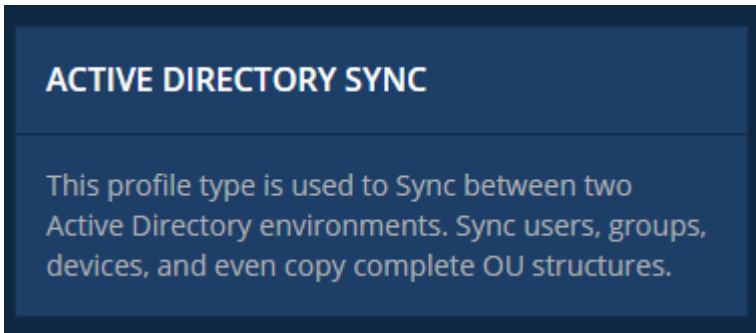 ACTIVE DIRECTORY SYNC
This profile type is used to Sync between two
Active Directory environments. Sync users, groups,
devices, and even copy complete OU structures.